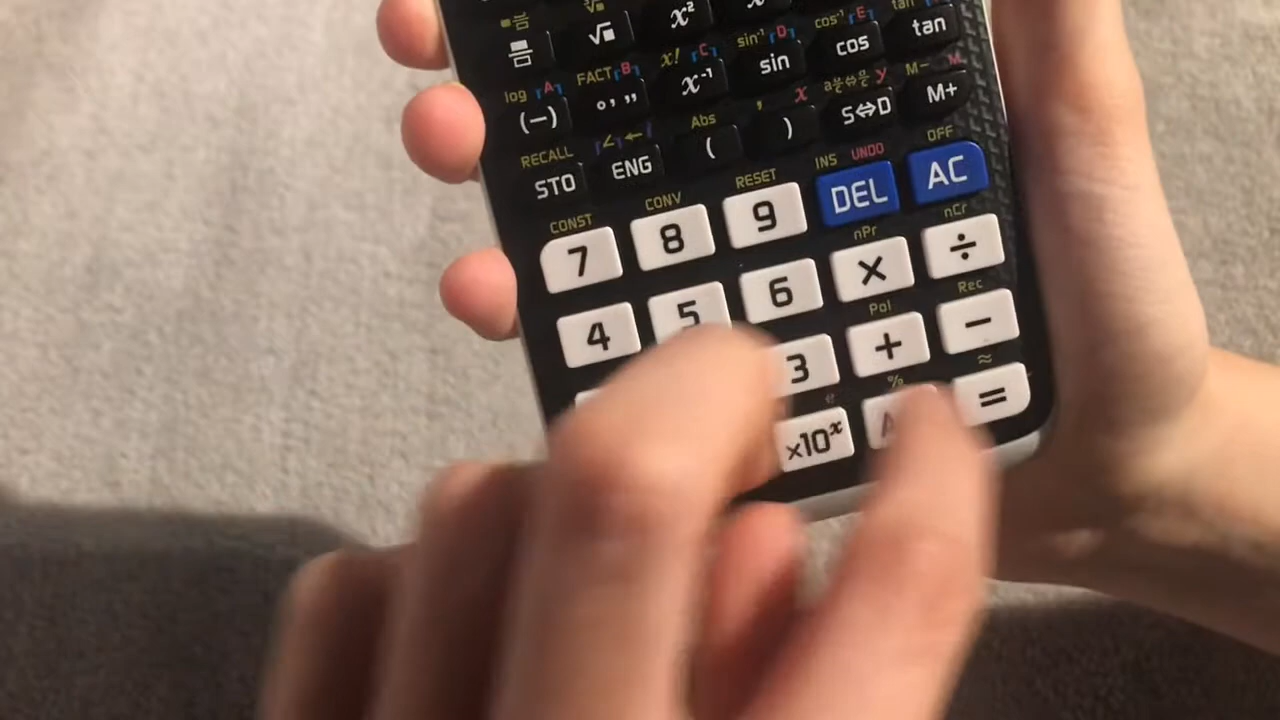 x²
log A FACT B x! C sin⁻¹ D cos⁻¹ E tan
(−) °'" x⁻¹ sin cos tan
RECALL ∠ ← Abs , x a b/c⇔d/c y M− M
STO ENG ( ) S⇔D M+
CONST CONV RESET INS UNDO OFF
7 8 9 DEL AC
nPr nCr
4 5 6 × ÷
Pol Rec
3 + −
% ≈
×10ˣ A =